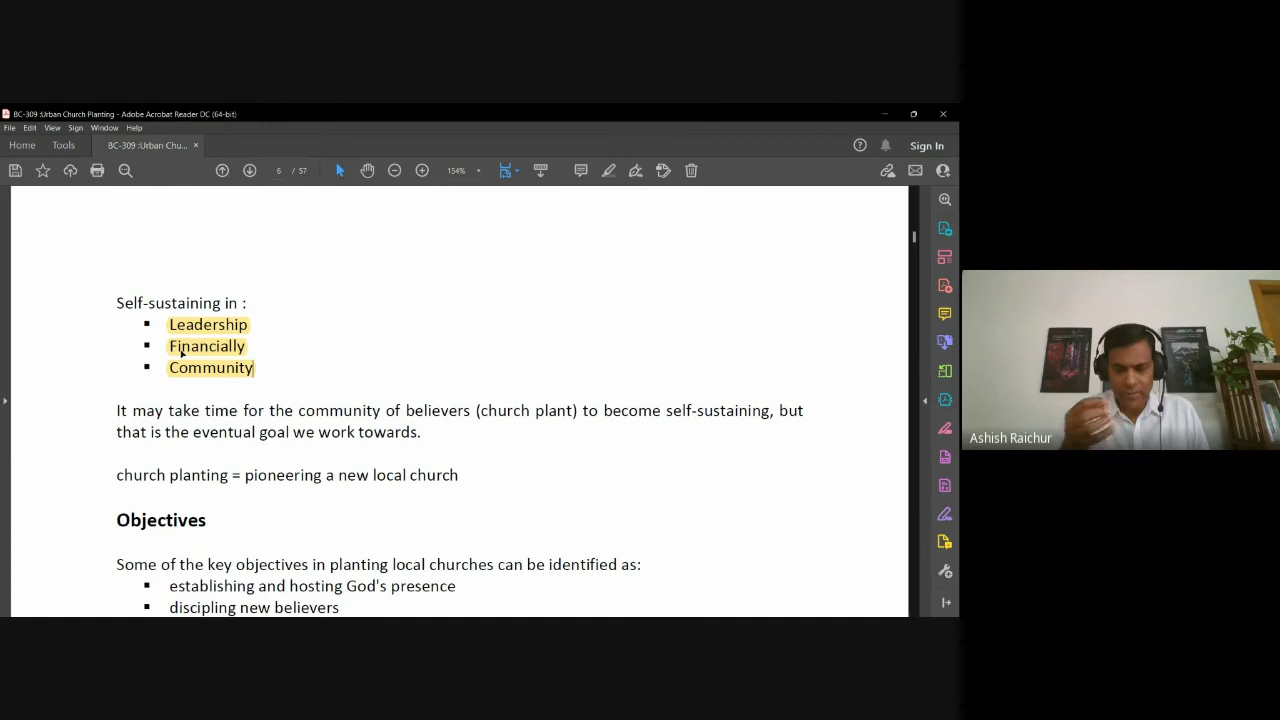 BC-309 :Urban Church Planting - Adobe Acrobat Reader DC (64-bit)
File Edit View Sign Window Help
Home Tools BC-309 :Urban Chu... × Sign In
6 / 57 154%
Self-sustaining in :
▪ Leadership
▪ Financially
▪ Community
It may take time for the community of believers (church plant) to become self-sustaining, but
that is the eventual goal we work towards.
church planting = pioneering a new local church
Objectives
Some of the key objectives in planting local churches can be identified as:
▪ establishing and hosting God's presence
▪ discipling new believers
Ashish Raichur